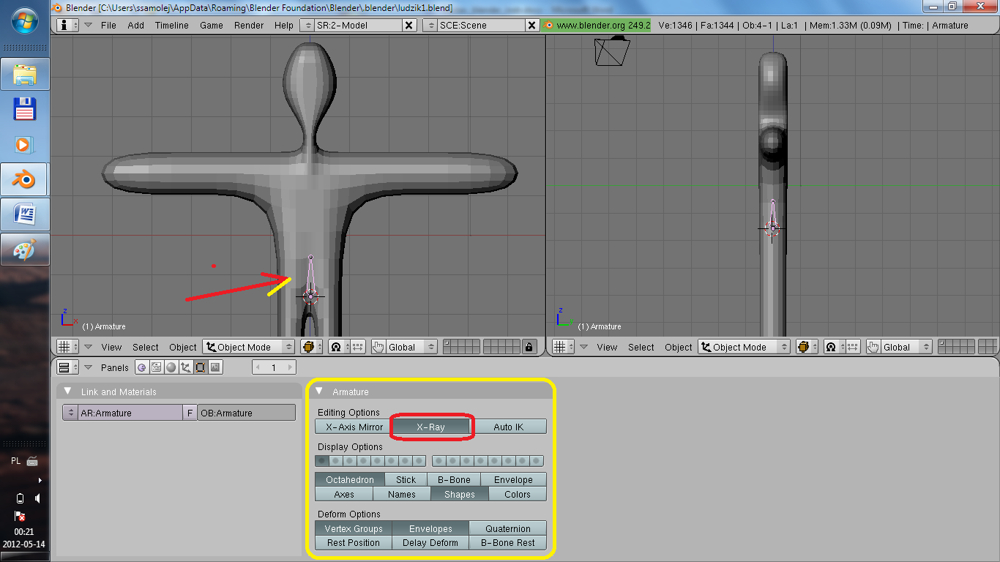 Blender [C:\Users\ssamolej\AppData\Roaming\Blender Foundation\Blender\.blender\ludzik1.blend]
File Add Timeline Game Render Help SR:2-Model SCE:Scene www.blender.org 249.2 Ve:1346 | Fa:1344 | Ob:4-1 | La:1 | Mem:1.33M (0.09M) | Time: | Armature
z
x
(1) Armature
z
(1) Armature
View Select Object Object Mode Global
View Select Object Object Mode Global
Panels 1
Link and Materials
AR:Armature F OB:Armature
Armature
Editing Options
X-Axis Mirror X-Ray Auto IK
Display Options
Octahedron Stick B-Bone Envelope
Axes Names Shapes Colors
Deform Options
Vertex Groups Envelopes Quaternion
Rest Position Delay Deform B-Bone Rest
PL
00:21
2012-05-14